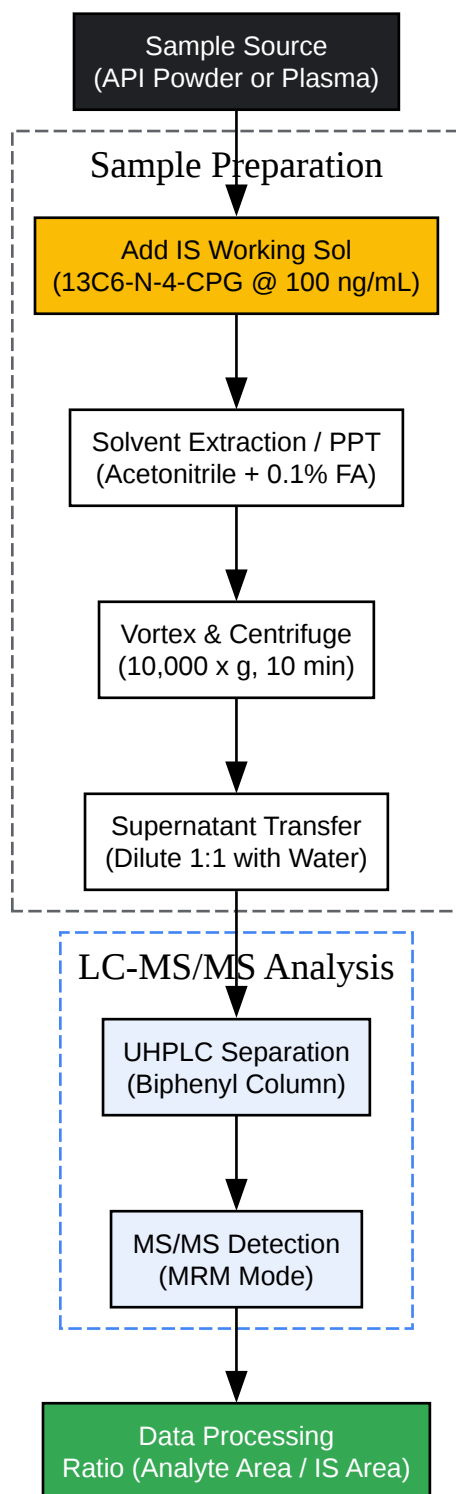 Sample Source
(API Powder or Plasma)
Sample Preparation
Add IS Working Sol
(13C6-N-4-CPG @ 100 ng/mL)
Solvent Extraction / PPT
(Acetonitrile + 0.1% FA)
Vortex & Centrifuge
(10,000 x g, 10 min)
Supernatant Transfer
(Dilute 1:1 with Water)
LC-MS/MS Analysis
UHPLC Separation
(Biphenyl Column)
MS/MS Detection
(MRM Mode)
Data Processing
Ratio (Analyte Area / IS Area)